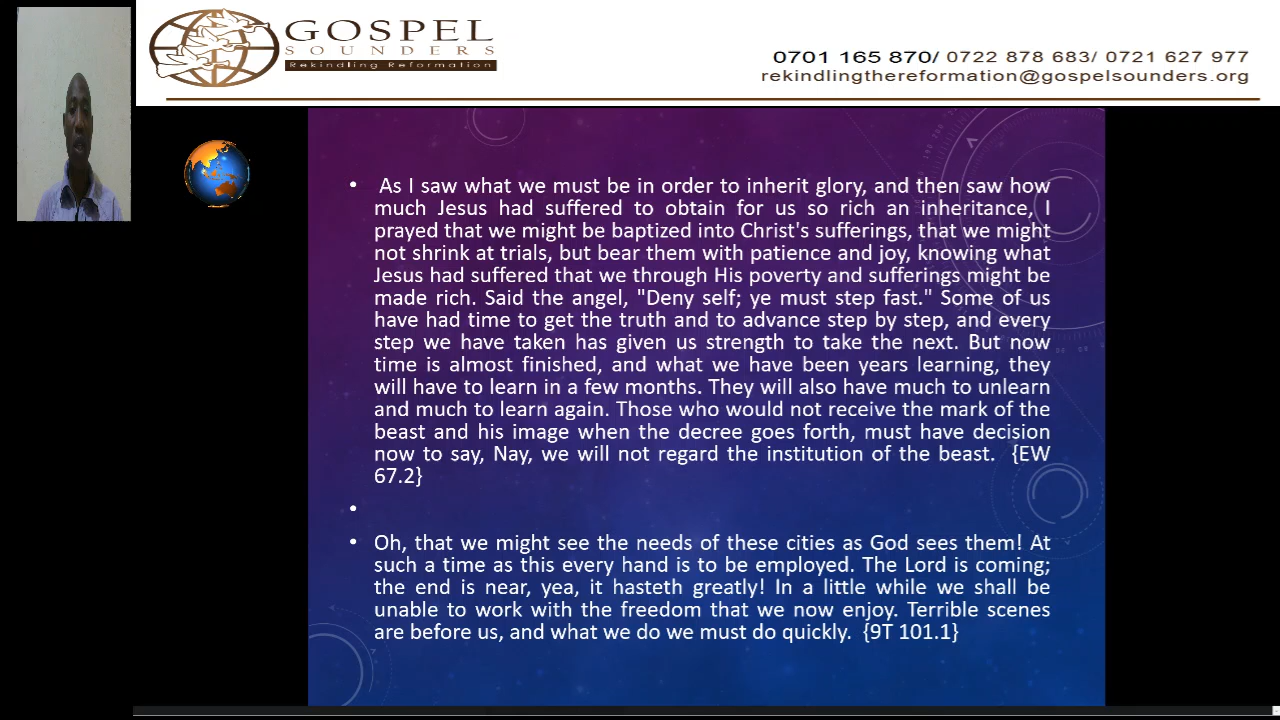 GOSPEL
SOUNDERS
Rekindling Reformation
0701 165 870/ 0722 878 683/ 0721 627 977
rekindlingthereformation@gospelsounders.org
• As I saw what we must be in order to inherit glory, and then saw how
much Jesus had suffered to obtain for us so rich an inheritance, I
prayed that we might be baptized into Christ's sufferings, that we might
not shrink at trials, but bear them with patience and joy, knowing what
Jesus had suffered that we through His poverty and sufferings might be
made rich. Said the angel, "Deny self; ye must step fast." Some of us
have had time to get the truth and to advance step by step, and every
step we have taken has given us strength to take the next. But now
time is almost finished, and what we have been years learning, they
will have to learn in a few months. They will also have much to unlearn
and much to learn again. Those who would not receive the mark of the
beast and his image when the decree goes forth, must have decision
now to say, Nay, we will not regard the institution of the beast. {EW
67.2}
•
• Oh, that we might see the needs of these cities as God sees them! At
such a time as this every hand is to be employed. The Lord is coming;
the end is near, yea, it hasteth greatly! In a little while we shall be
unable to work with the freedom that we now enjoy. Terrible scenes
are before us, and what we do we must do quickly. {9T 101.1}